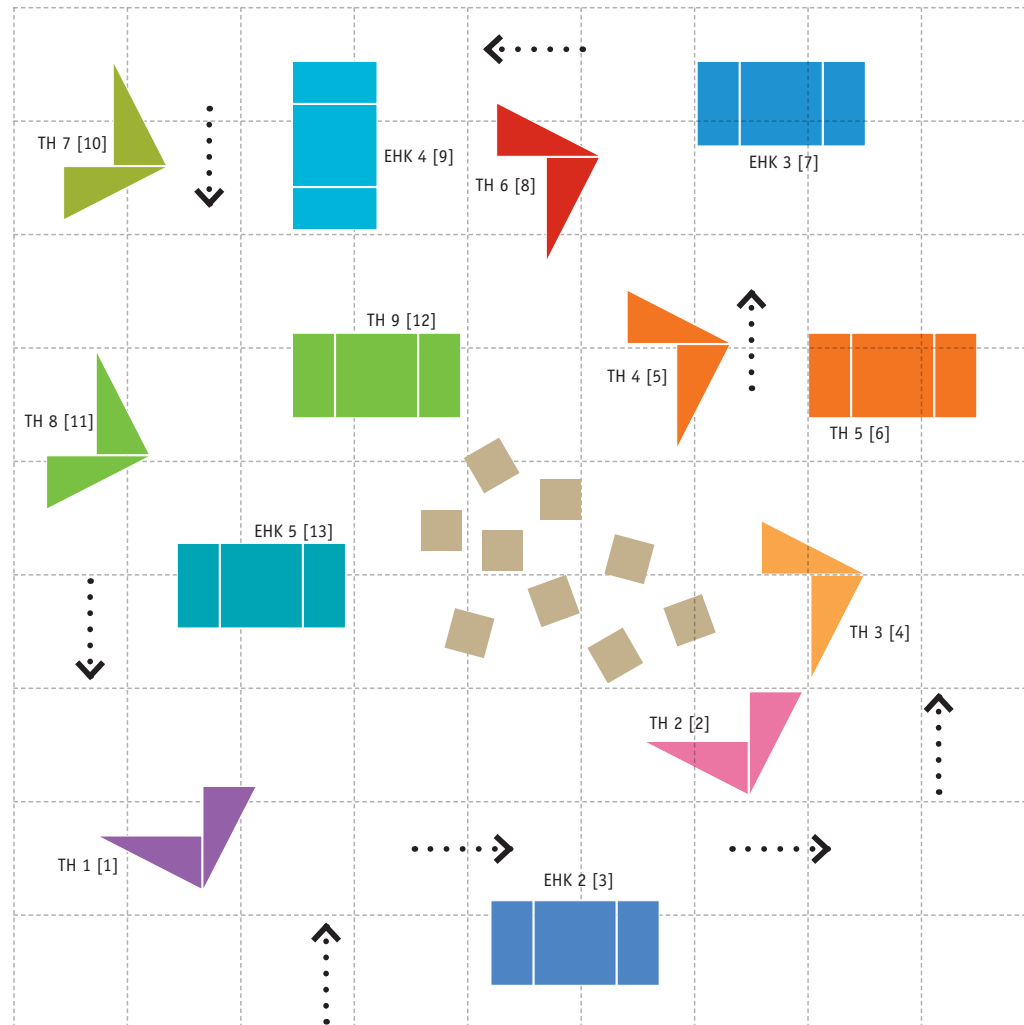 TH 7 [10]
EHK 4 [9]
EHK 3 [7]
TH 6 [8]
TH 9 [12]
TH 4 [5]
TH 8 [11]
TH 5 [6]
EHK 5 [13]
TH 3 [4]
TH 2 [2]
TH 1 [1]
EHK 2 [3]